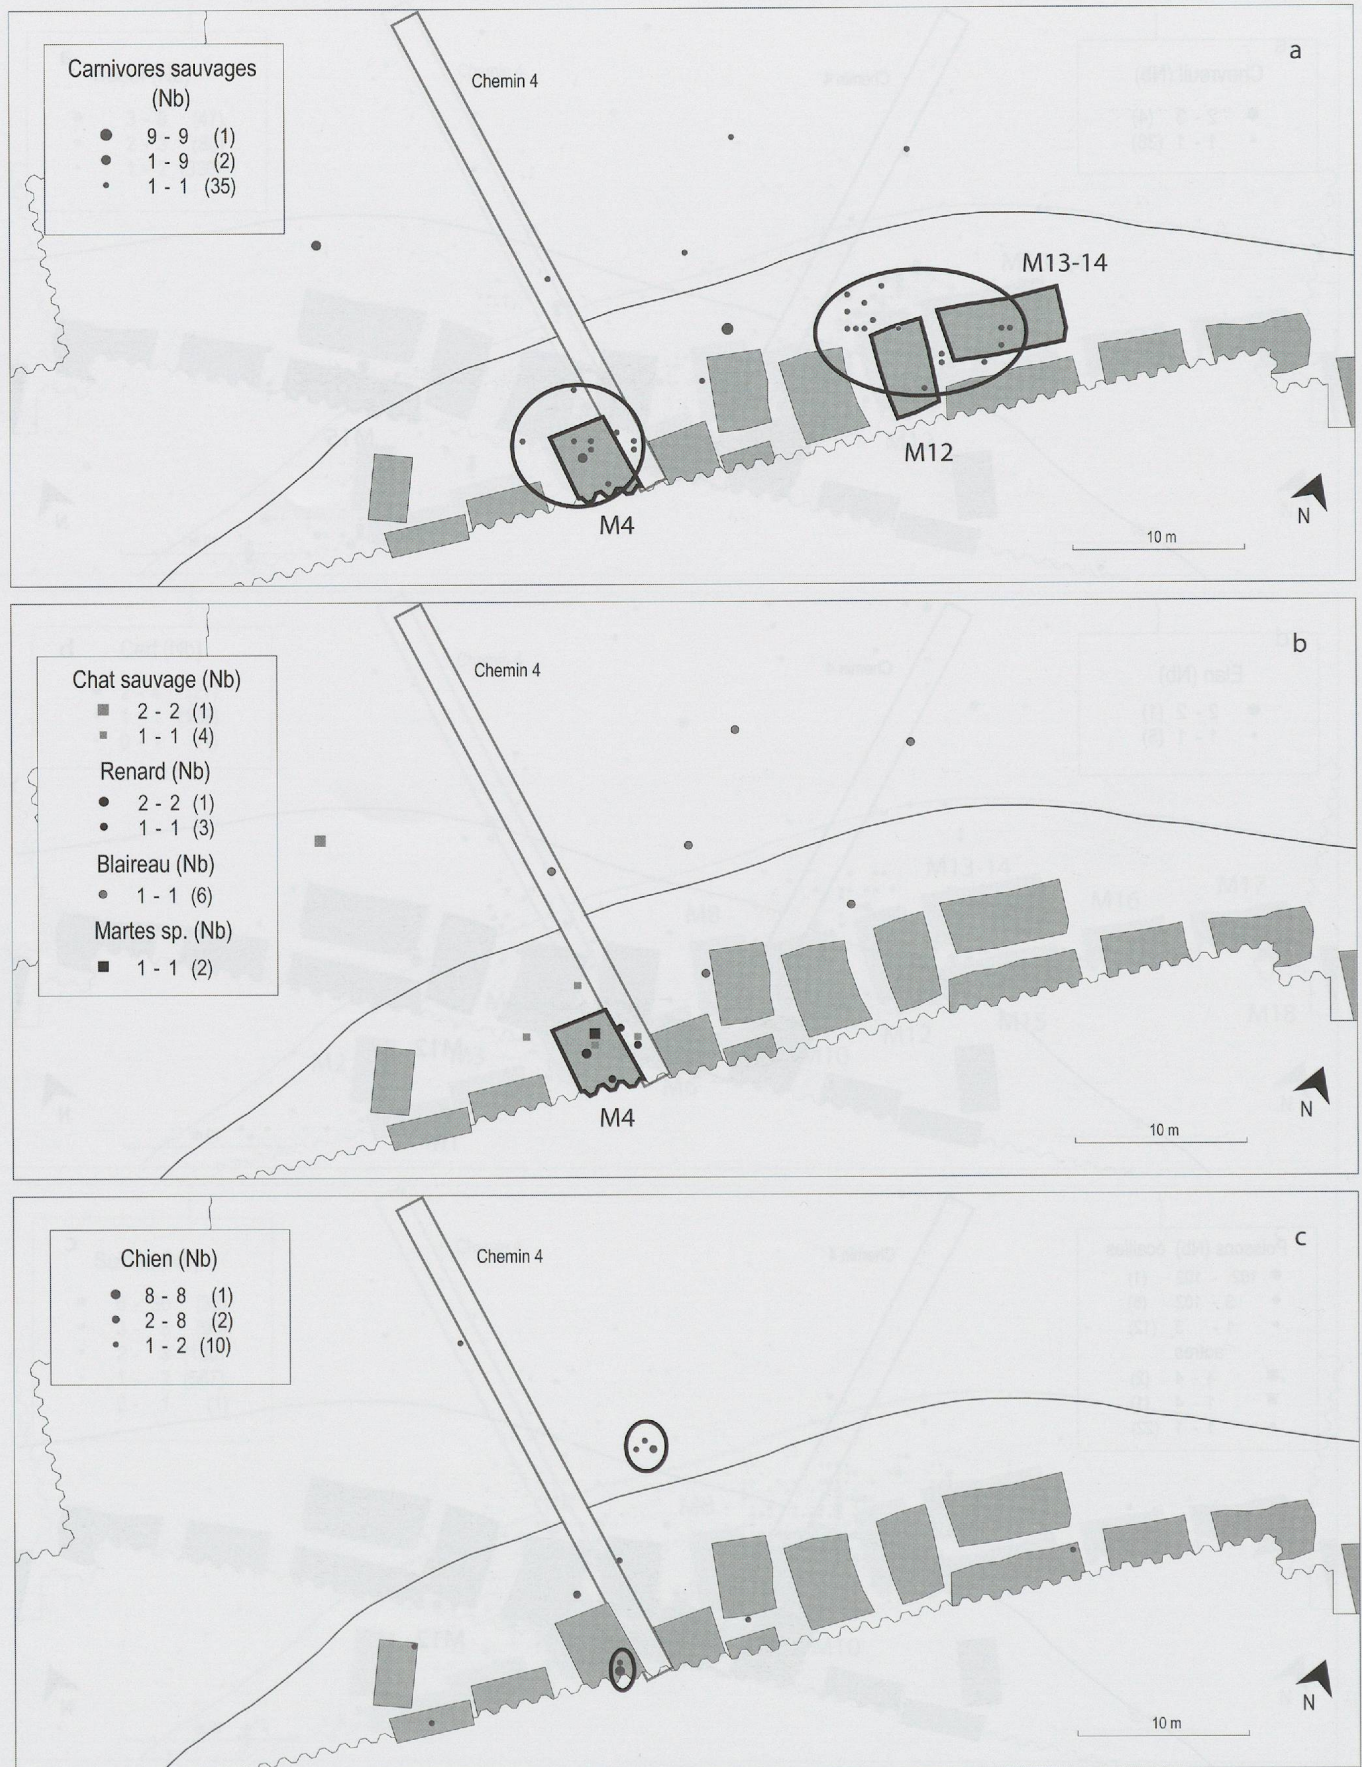 a
Carnivores sauvages
(Nb)
9 - 9 (1)
1 - 9 (2)
1 - 1 (35)
Chemin 4
M13-14
M12
M4
N
10 m
b
Chat sauvage (Nb)
2 - 2 (1)
1 - 1 (4)
Renard (Nb)
2 - 2 (1)
1 - 1 (3)
Blaireau (Nb)
1 - 1 (6)
Martes sp. (Nb)
1 - 1 (2)
Chemin 4
M4
N
10 m
c
Chien (Nb)
8 - 8 (1)
2 - 8 (2)
1 - 2 (10)
Chemin 4
N
10 m